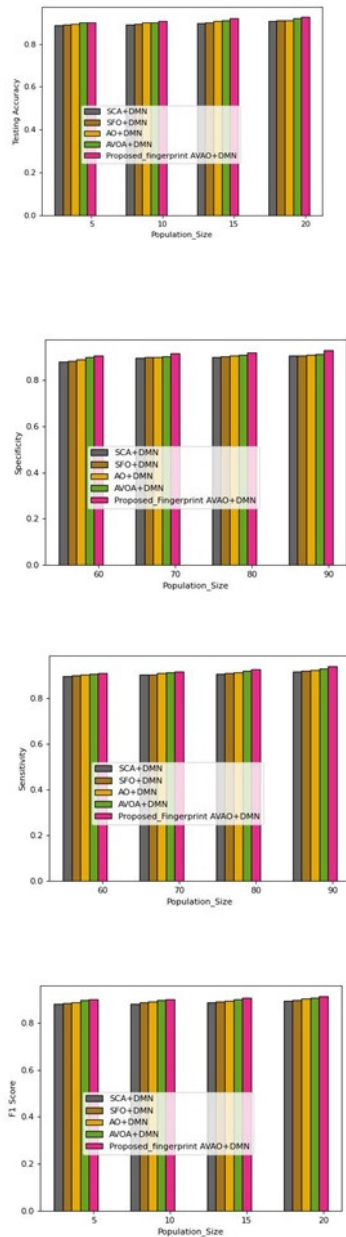 0.8
0.6
0.4
0.2
0.0
Testing Accuracy
SCA+DMN
SFO+DMN
AO+DMN
AVOA+DMN
Proposed_fingerprint AVAO+DMN
5 10 15 20
Population_Size
0.8
0.6
0.4
0.2
0.0
Specificity
SCA+DMN
SFO+DMN
AO+DMN
AVOA+DMN
Proposed_Fingerprint AVAO+DMN
60 70 80 90
Population_Size
0.8
0.6
0.4
0.2
0.0
Sensitivity
SCA+DMN
SFO+DMN
AO+DMN
AVOA+DMN
Proposed_Fingerprint AVAO+DMN
60 70 80 90
Population_Size
0.8
0.6
0.4
0.2
0.0
F1 Score
SCA+DMN
SFO+DMN
AO+DMN
AVOA+DMN
Proposed_fingerprint AVAO+DMN
5 10 15 20
Population_Size